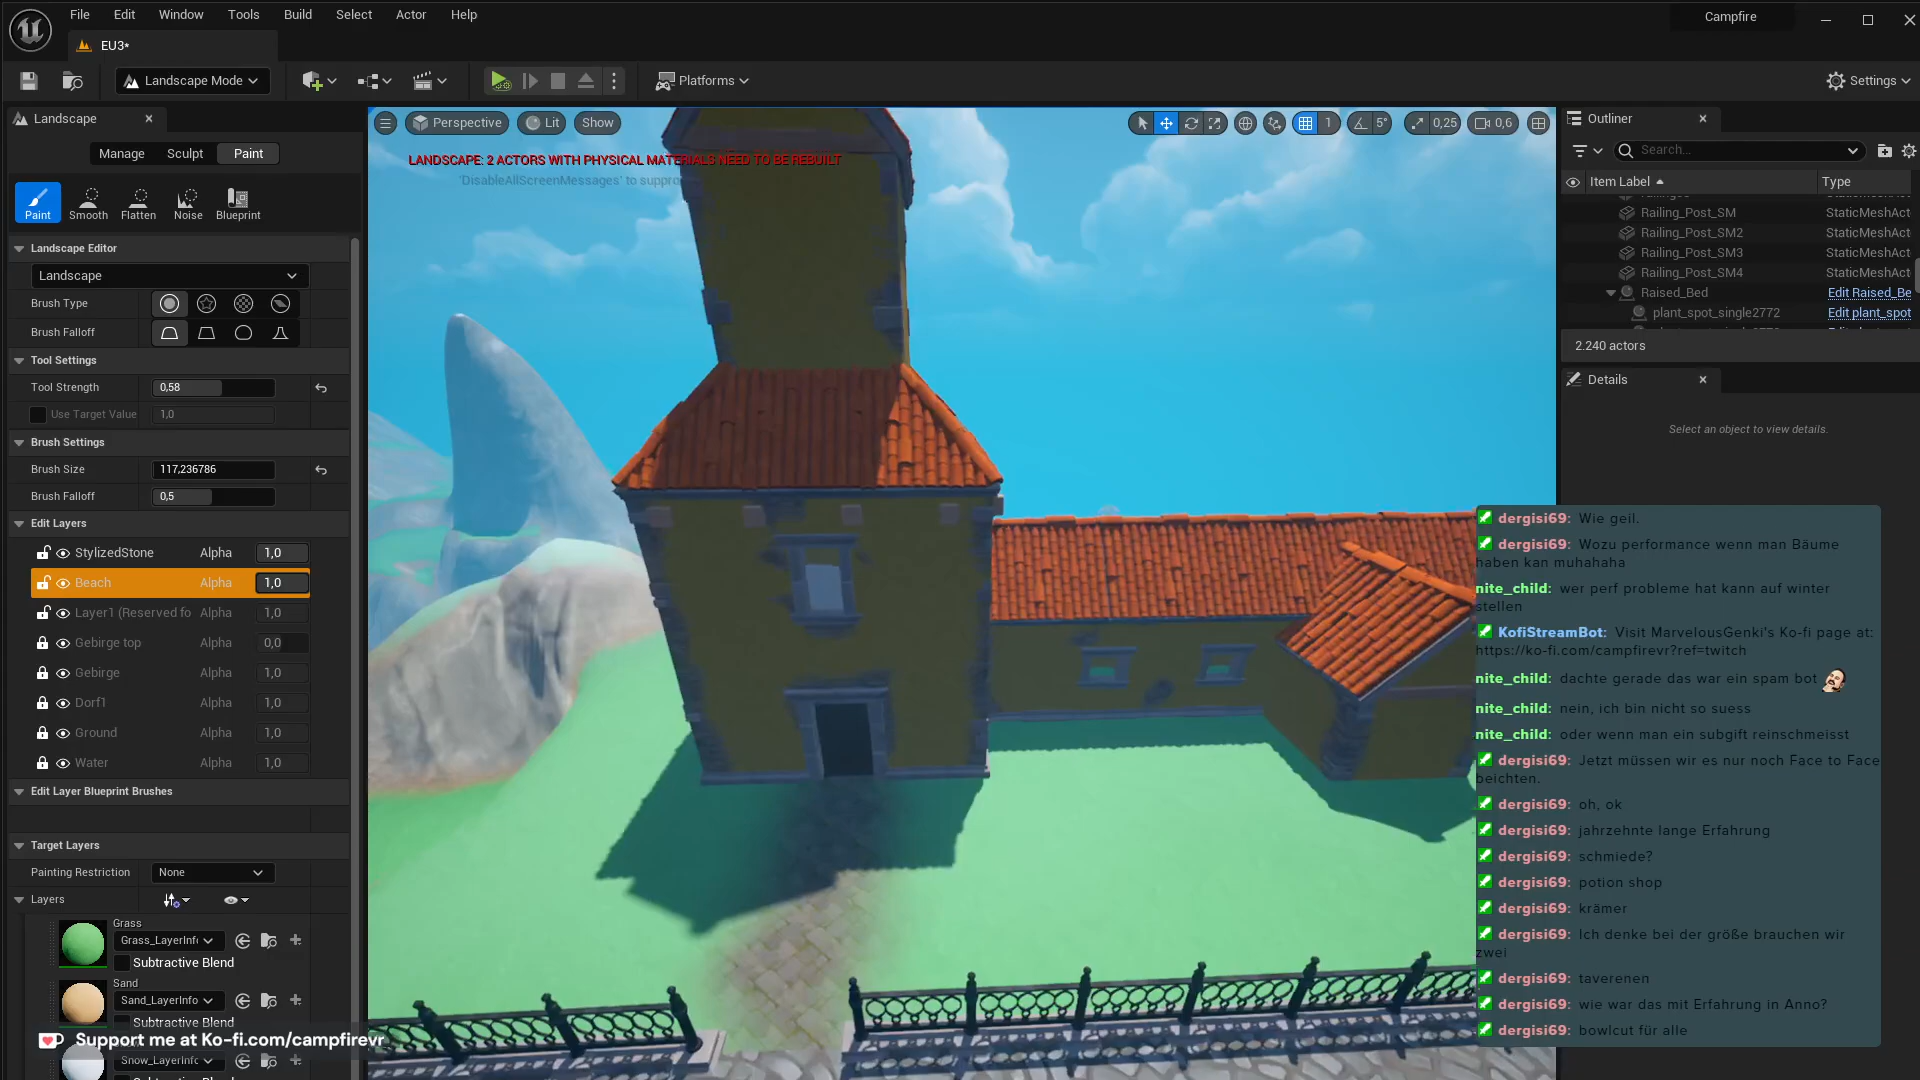 File Edit Window Tools Build Select Actor Help
Campfire
EU3*
Landscape Mode
Platforms
Settings
Landscape
Manage Sculpt Paint
Paint Smooth Flatten Noise Blueprint
Landscape Editor
Landscape
Brush Type
Brush Falloff
Tool Settings
Tool Strength 0,58
Use Target Value 1,0
Brush Settings
Brush Size 117,236786
Brush Falloff 0,5
Edit Layers
StylizedStone Alpha 1,0
Beach Alpha 1,0
Layer1 (Reserved fo Alpha 1,0
Gebirge top Alpha 0,0
Gebirge Alpha 1,0
Dorf1 Alpha 1,0
Ground Alpha 1,0
Water Alpha 1,0
Edit Layer Blueprint Brushes
Target Layers
Painting Restriction None
Layers
Grass
Grass_LayerInfo
Subtractive Blend
Sand
Sand_LayerInfo
Subtractive Blend
Support me at Ko-fi.com/campfirevr
Snow_LayerInfo
Perspective Lit Show
1 5° 0,25 0,6
LANDSCAPE: 2 ACTORS WITH PHYSICAL MATERIALS NEED TO BE REBUILT
'DisableAllScreenMessages' to suppre
Outliner
Search...
Item Label Type
Railing_Post_SM StaticMeshAct
Railing_Post_SM2 StaticMeshAct
Railing_Post_SM3 StaticMeshAct
Railing_Post_SM4 StaticMeshAct
Raised_Bed Edit Raised_Be
plant_spot_single2772 Edit plant_spot
2.240 actors
Details
Select an object to view details.
dergisi69: Wie geil.
dergisi69: Wozu performance wenn man Bäume
haben kan muhahaha
nite_child: wer perf probleme hat kann auf winter
stellen
KofiStreamBot: Visit MarvelousGenki's Ko-fi page at:
https://ko-fi.com/campfirevr?ref=twitch
nite_child: dachte gerade das war ein spam bot
nite_child: nein, ich bin nicht so suess
nite_child: oder wenn man ein subgift reinschmeisst
dergisi69: Jetzt müssen wir es nur noch Face to Face
beichten.
dergisi69: oh, ok
dergisi69: jahrzehnte lange Erfahrung
dergisi69: schmiede?
dergisi69: potion shop
dergisi69: krämer
dergisi69: Ich denke bei der größe brauchen wir
zwei
dergisi69: taverenen
dergisi69: wie war das mit Erfahrung in Anno?
dergisi69: bowlcut für alle